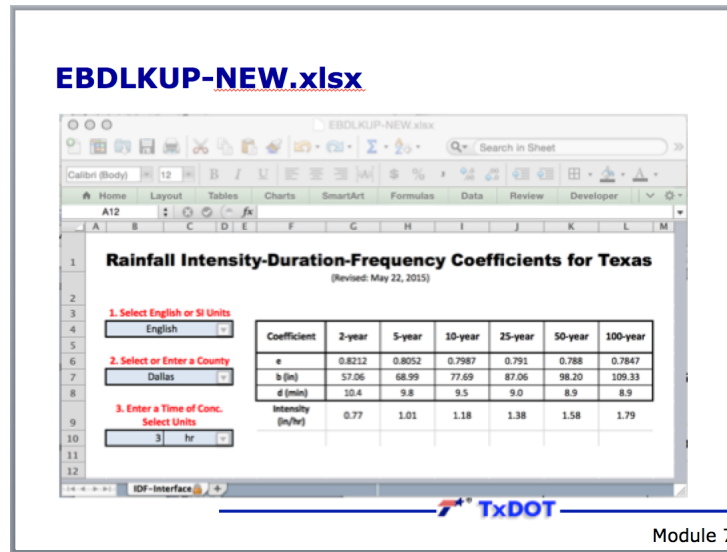 EBDLKUP-NEW.xlsx
EBDLKUP-NEW.xlsx
Search in Sheet
Calibri (Body) 12 B I U $ %
Home Layout Tables Charts SmartArt Formulas Data Review Developer
A12 fx
A B C D E F G H I J K L M
1 Rainfall Intensity-Duration-Frequency Coefficients for Texas
(Revised: May 22, 2015)
2
3 1. Select English or SI Units
4 English
Coefficient 2-year 5-year 10-year 25-year 50-year 100-year
5
6 2. Select or Enter a County e 0.8212 0.8052 0.7987 0.791 0.788 0.7847
7 Dallas b (in) 57.06 68.99 77.69 87.06 98.20 109.33
8 d (min) 10.4 9.8 9.5 9.0 8.9 8.9
3. Enter a Time of Conc. Intensity
9 Select Units (in/hr) 0.77 1.01 1.18 1.38 1.58 1.79
10 3 hr
11
12
IDF-Interface
TxDOT
Module 7